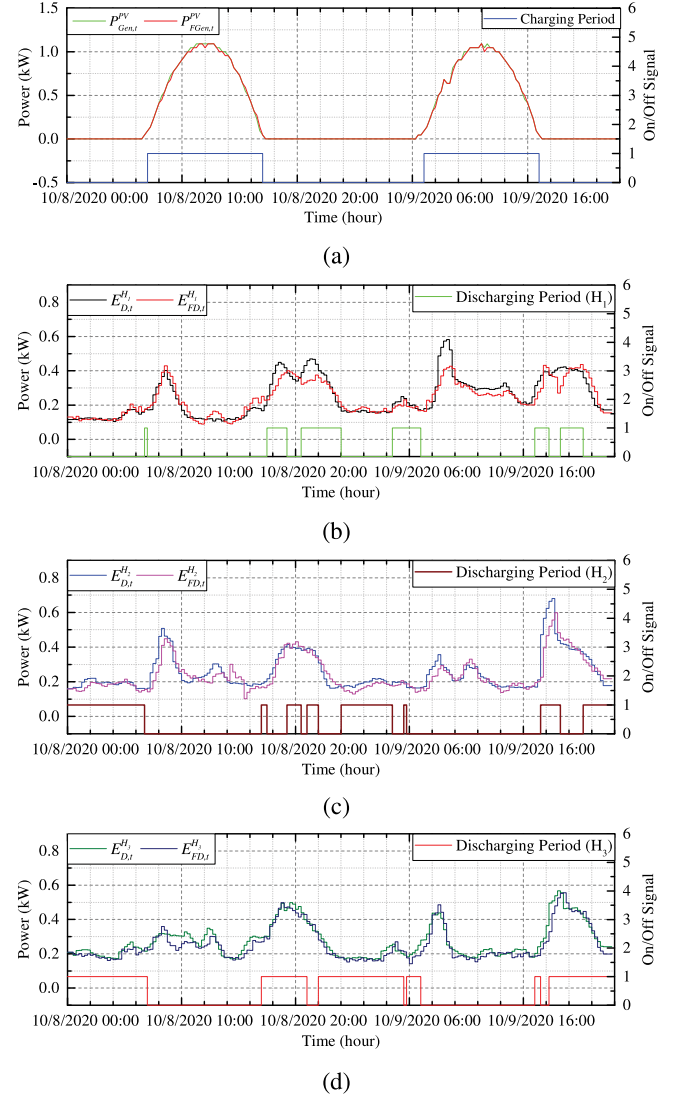 P^{PV}_{Gen,t} P^{PV}_{FGen,t} Charging Period
1.5 1.0 0.5 0.0 -0.5
Power (kW)
6 5 4 3 2 1 0
On/Off Signal
10/8/2020 00:00 10/8/2020 10:00 10/8/2020 20:00 10/9/2020 06:00 10/9/2020 16:00
Time (hour)
(a)
E^{H_1}_{D,t} E^{H_1}_{FD,t} Discharging Period (H_1)
0.8 0.6 0.4 0.2 0.0
Power (kW)
6 5 4 3 2 1 0
On/Off Signal
10/8/2020 00:00 10/8/2020 10:00 10/8/2020 20:00 10/9/2020 06:00 10/9/2020 16:00
Time (hour)
(b)
E^{H_2}_{D,t} E^{H_2}_{FD,t} Discharging Period (H_2)
0.8 0.6 0.4 0.2 0.0
Power (kW)
6 5 4 3 2 1 0
On/Off Signal
10/8/2020 00:00 10/8/2020 10:00 10/8/2020 20:00 10/9/2020 06:00 10/9/2020 16:00
Time (hour)
(c)
E^{H_3}_{D,t} E^{H_3}_{FD,t} Discharging Period (H_3)
0.8 0.6 0.4 0.2 0.0
Power (kW)
6 5 4 3 2 1 0
On/Off Signal
10/8/2020 00:00 10/8/2020 10:00 10/8/2020 20:00 10/9/2020 06:00 10/9/2020 16:00
Time (hour)
(d)